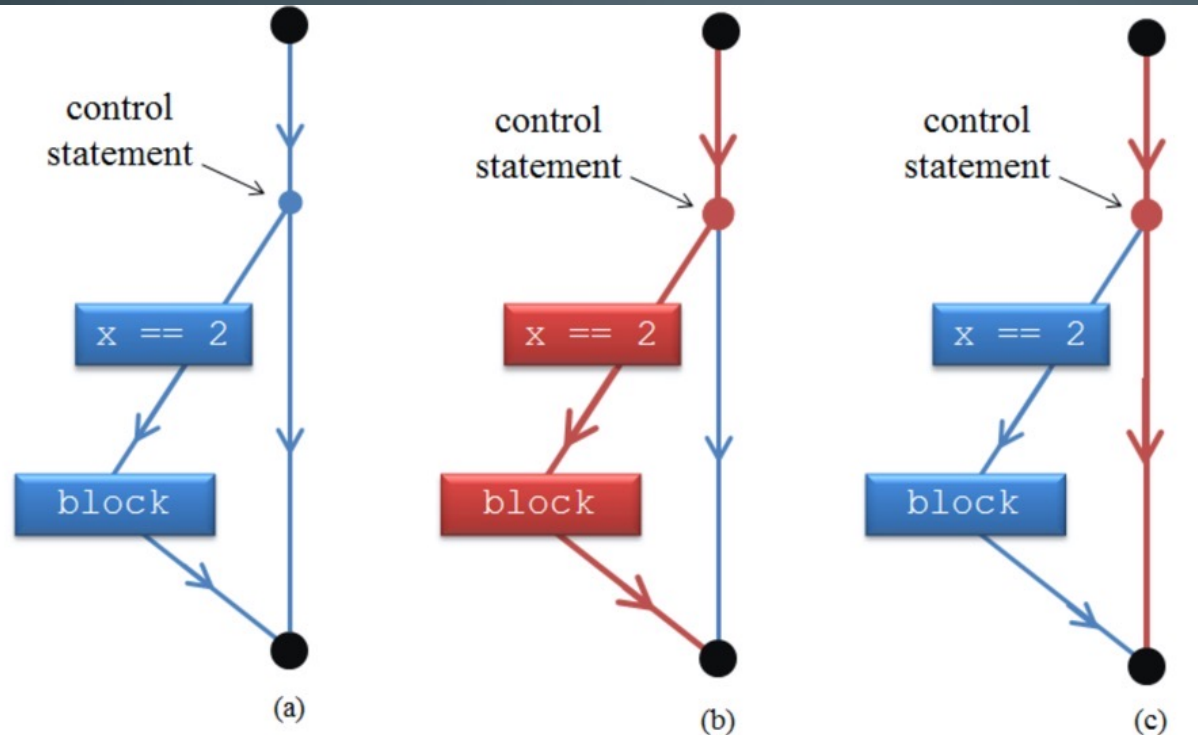 control
statement
x == 2
block
(a)
control
statement
x == 2
block
(b)
control
statement
x == 2
block
(c)